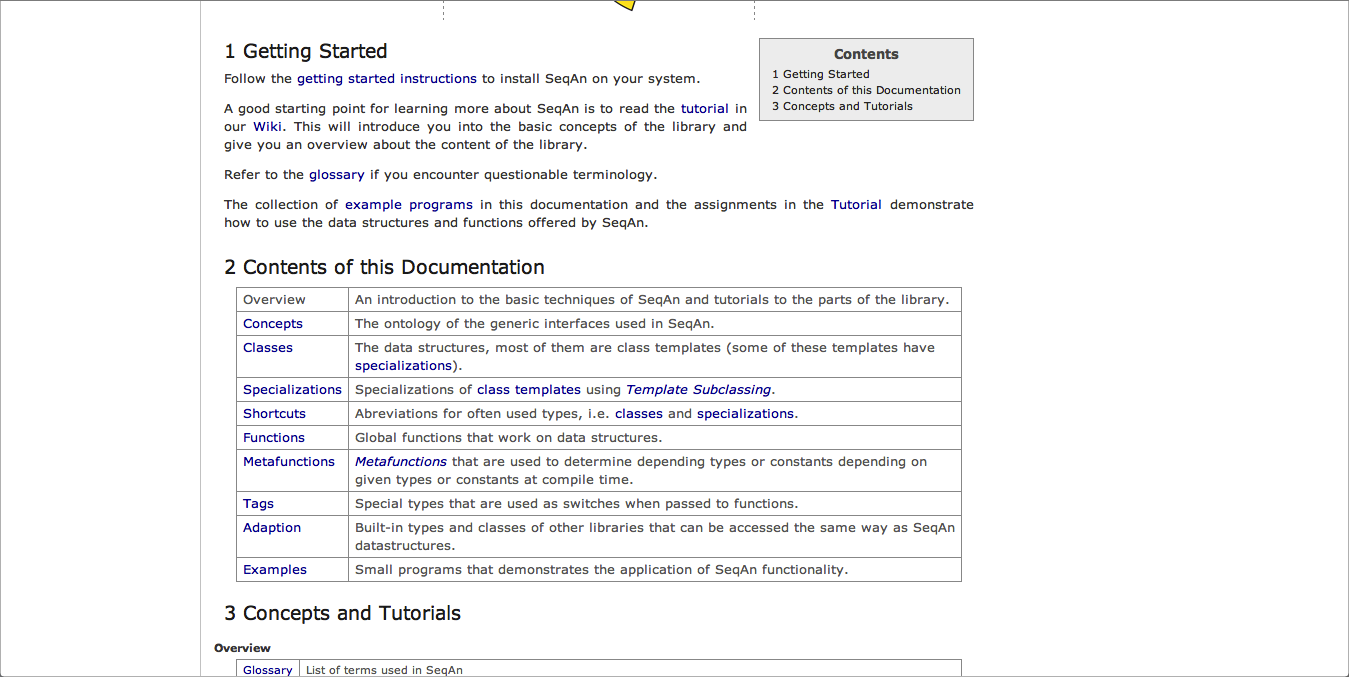 1 Getting Started
Follow the getting started instructions to install SeqAn on your system.
A good starting point for learning more about SeqAn is to read the tutorial in
our Wiki. This will introduce you into the basic concepts of the library and
give you an overview about the content of the library.
Refer to the glossary if you encounter questionable terminology.
The collection of example programs in this documentation and the assignments in the Tutorial demonstrate
how to use the data structures and functions offered by SeqAn.
Contents
1 Getting Started
2 Contents of this Documentation
3 Concepts and Tutorials
2 Contents of this Documentation
Overview An introduction to the basic techniques of SeqAn and tutorials to the parts of the library.
Concepts The ontology of the generic interfaces used in SeqAn.
Classes The data structures, most of them are class templates (some of these templates have
specializations).
Specializations Specializations of class templates using Template Subclassing.
Shortcuts Abreviations for often used types, i.e. classes and specializations.
Functions Global functions that work on data structures.
Metafunctions Metafunctions that are used to determine depending types or constants depending on
given types or constants at compile time.
Tags Special types that are used as switches when passed to functions.
Adaption Built-in types and classes of other libraries that can be accessed the same way as SeqAn
datastructures.
Examples Small programs that demonstrates the application of SeqAn functionality.
3 Concepts and Tutorials
Overview
Glossary List of terms used in SeqAn